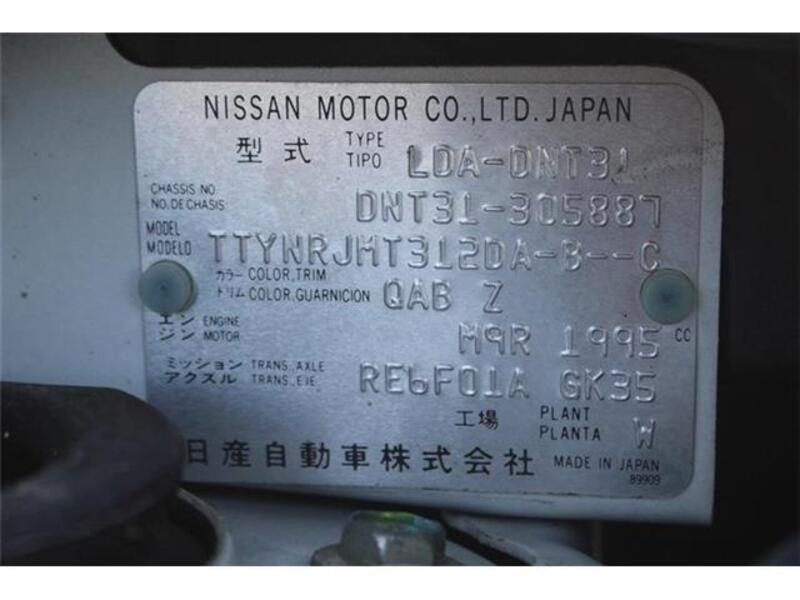 NISSAN MOTOR CO.,LTD. JAPAN
型式 TYPE TIPO LDA-DNT31
CHASSIS NO. NO. DE CHASIS DNT31-305887
MODEL MODELO TTYNRJMT312DA-B--C
カラー COLOR,TRIM
トリム COLOR,GUARNICION QAB Z
エンジン ENGINE MOTOR M9R 1995 CC
ミッション TRANS. AXLE
アクスル TRANS. EJE RE6F01A GK35
工場 PLANT PLANTA W
日産自動車株式会社 MADE IN JAPAN
89909